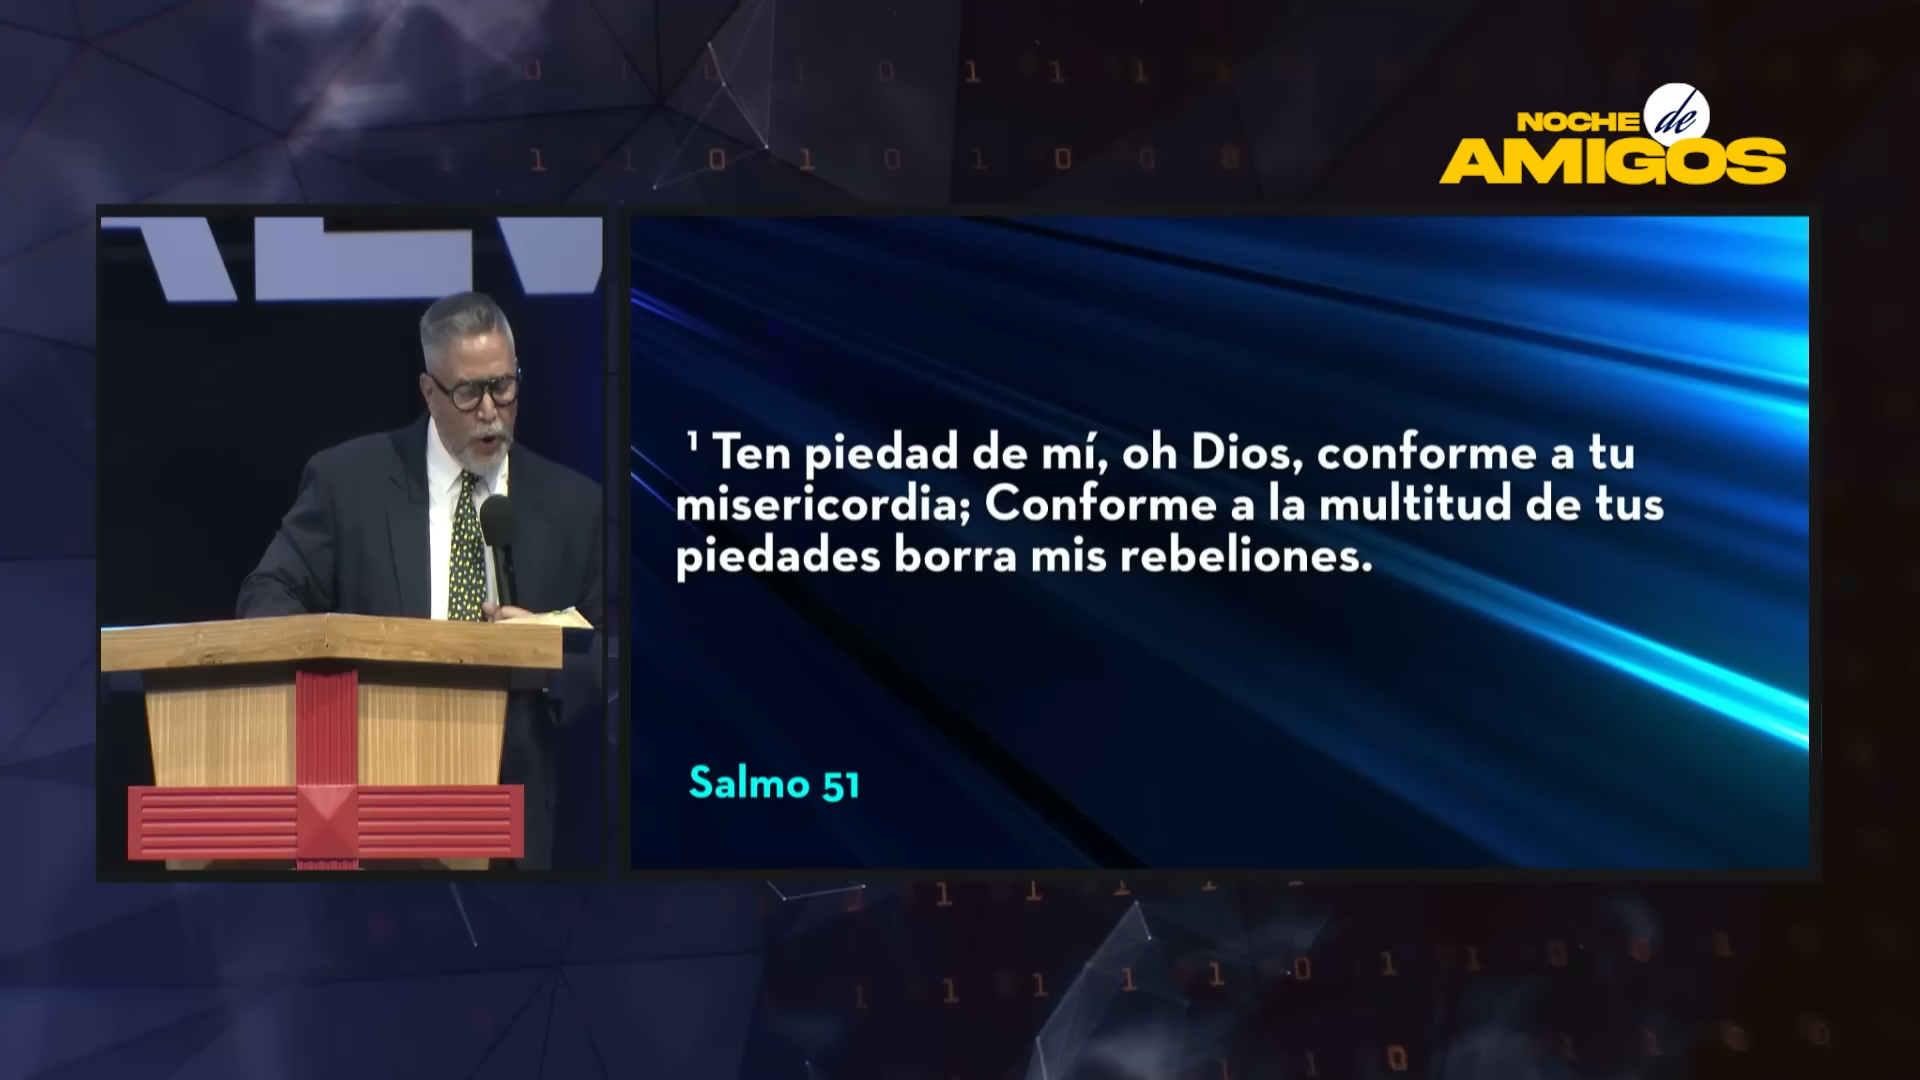 NOCHE de
AMIGOS
1 Ten piedad de mí, oh Dios, conforme a tu
misericordia; Conforme a la multitud de tus
piedades borra mis rebeliones.
Salmo 51